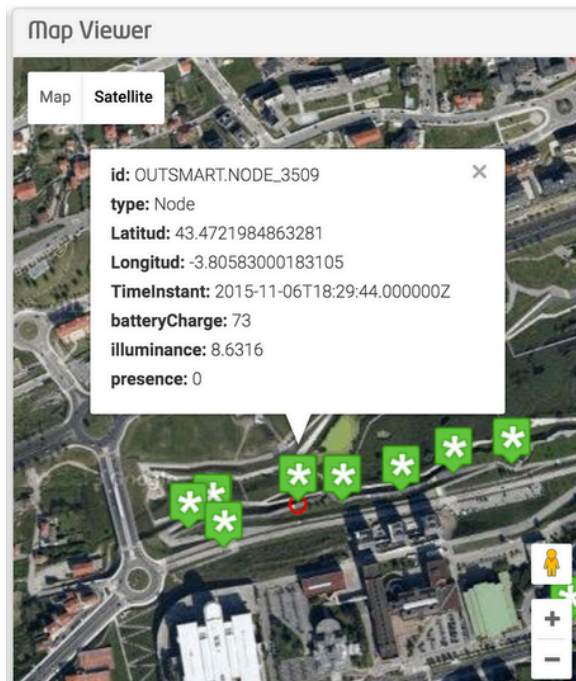 Map Viewer
Map Satellite
id: OUTSMART.NODE_3509
type: Node
Latitud: 43.4721984863281
Longitud: -3.80583000183105
TimeInstant: 2015-11-06T18:29:44.000000Z
batteryCharge: 73
illuminance: 8.6316
presence: 0